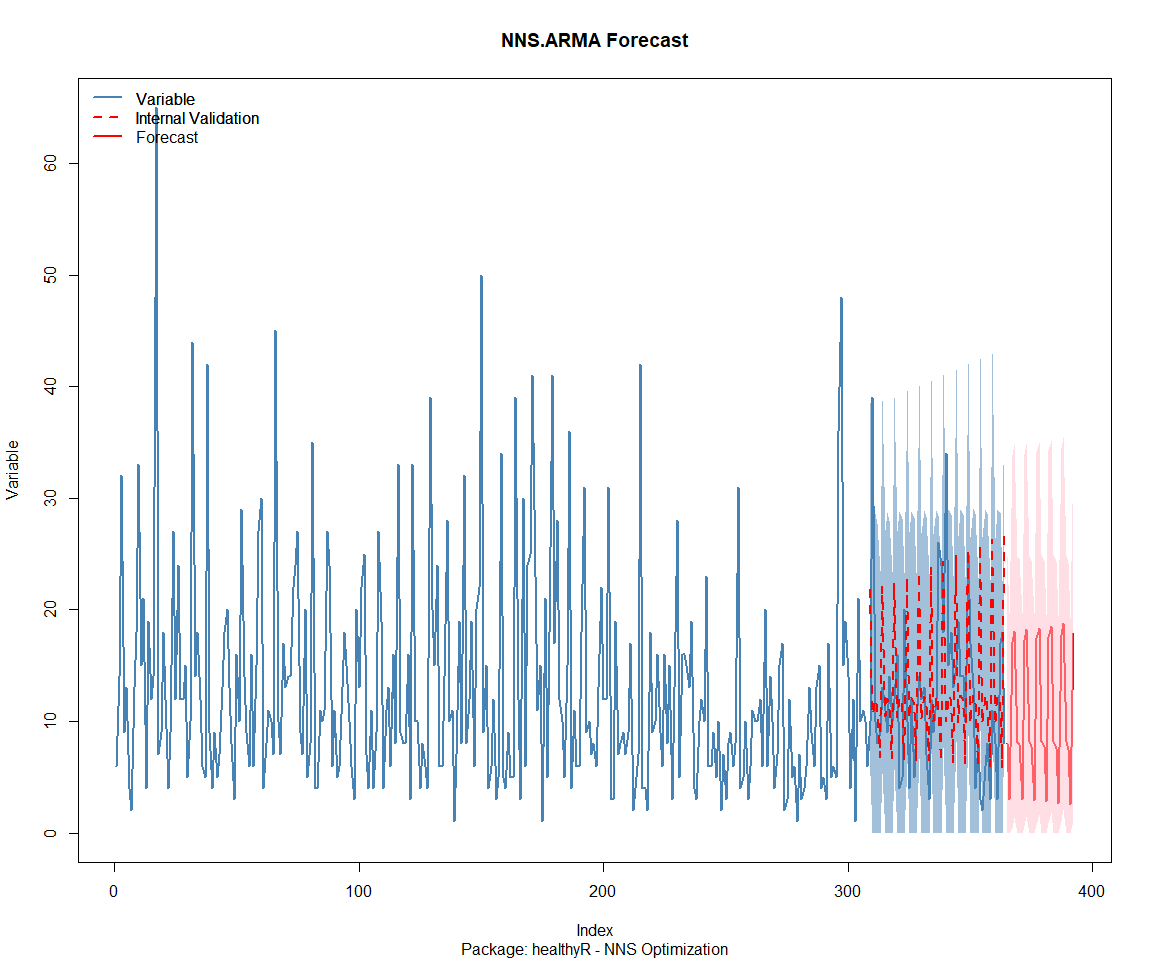 NNS.ARMA Forecast
Variable
Internal Validation
Forecast
Variable
60
50
40
30
20
10
0
0 100 200 300 400
Index
Package: healthyR - NNS Optimization